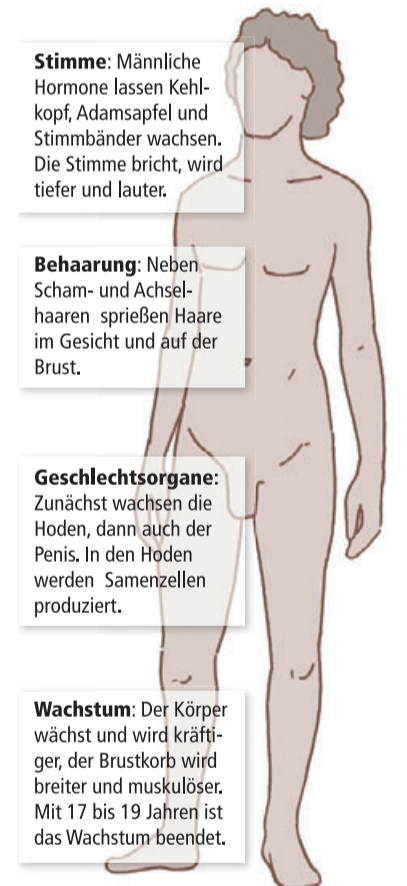 Stimme: Männliche
Hormone lassen Kehl-
kopf, Adamsapfel und
Stimmbänder wachsen.
Die Stimme bricht, wird
tiefer und lauter.
Behaarung: Neben
Scham- und Achsel-
haaren sprießen Haare
im Gesicht und auf der
Brust.
Geschlechtsorgane:
Zunächst wachsen die
Hoden, dann auch der
Penis. In den Hoden
werden Samenzellen
produziert.
Wachstum: Der Körper
wächst und wird kräfti-
ger, der Brustkorb wird
breiter und muskulöser.
Mit 17 bis 19 Jahren ist
das Wachstum beendet.